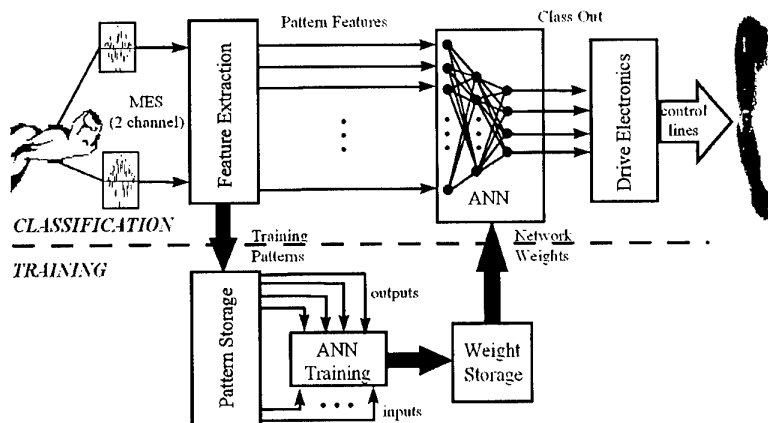 Pattern Features
Class Out
MES
(2 channel)
Feature Extraction
ANN
Drive Electronics
control
lines
CLASSIFICATION
TRAINING
Training
Patterns
Network
Weights
Pattern Storage
outputs
ANN
Training
inputs
Weight
Storage